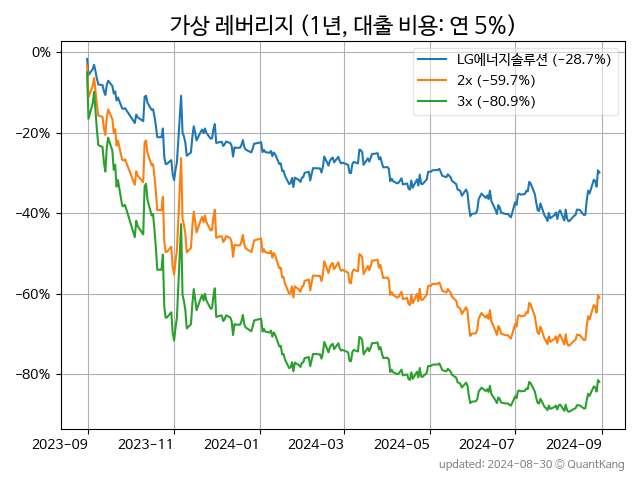 가상 레버리지 (1년, 대출 비용: 연 5%)
LG에너지솔루션 (−28.7%)
2x (−59.7%)
3x (−80.9%)
0%
−20%
−40%
−60%
−80%
2023-09 2023-11 2024-01 2024-03 2024-05 2024-07 2024-09
updated: 2024-08-30 © QuantKang